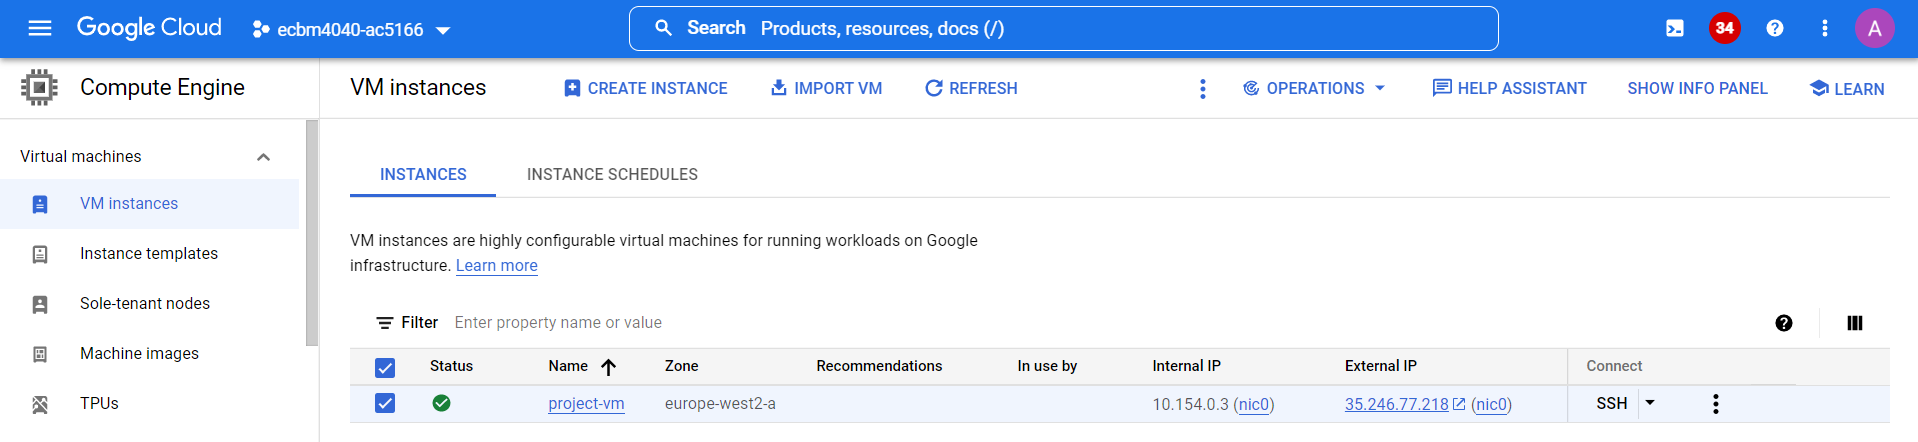 Google Cloud
ecbm4040-ac5166
Search Products, resources, docs (/)
34
A
Compute Engine
VM instances
CREATE INSTANCE
IMPORT VM
REFRESH
OPERATIONS
HELP ASSISTANT
SHOW INFO PANEL
LEARN
Virtual machines
VM instances
Instance templates
Sole-tenant nodes
Machine images
TPUs
INSTANCES
INSTANCE SCHEDULES
VM instances are highly configurable virtual machines for running workloads on Google
infrastructure. Learn more
Filter Enter property name or value
Status Name Zone Recommendations In use by Internal IP External IP Connect
project-vm europe-west2-a 10.154.0.3 (nic0) 35.246.77.218 (nic0) SSH